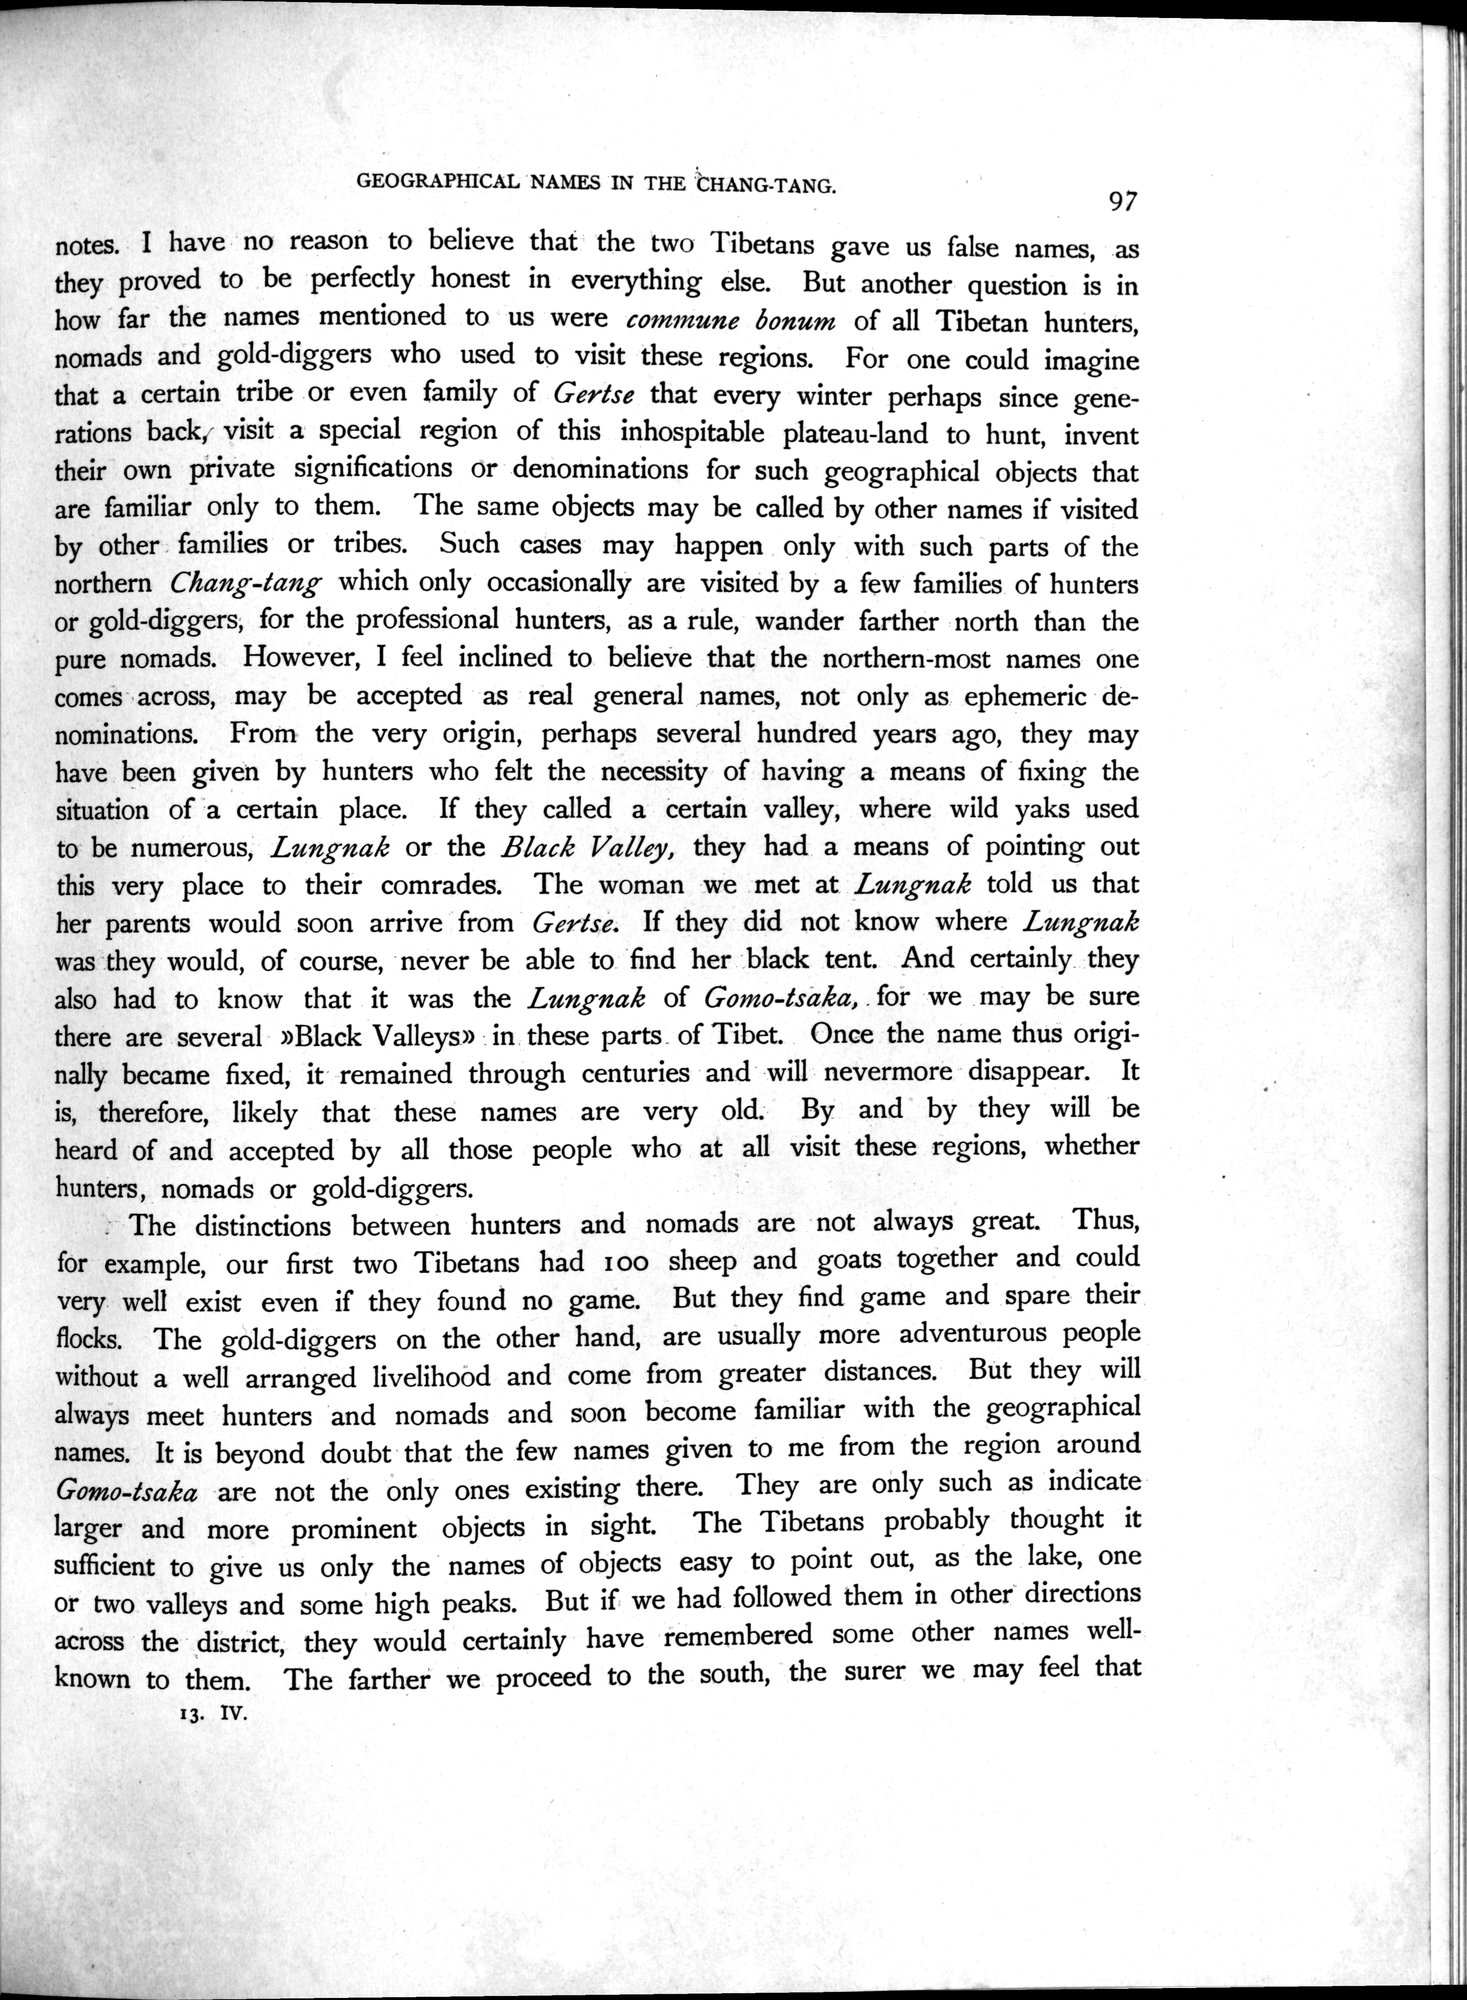 GEOGRAPHICAL NAMES IN THE CHANG-TANG.
97
notes. I have no reason to believe that the two Tibetans gave us false names, as
they proved to be perfectly honest in everything else. But another question is in
how far the names mentioned to us were commune bonum of all Tibetan hunters,
nomads and gold-diggers who used to visit these regions. For one could imagine
that a certain tribe or even family of Gertse that every winter perhaps since gene-
rations back, visit a special region of this inhospitable plateau-land to hunt, invent
their own private significations or denominations for such geographical objects that
are familiar only to them. The same objects may be called by other names if visited
by other families or tribes. Such cases may happen only with such parts of the
northern Chang-tang which only occasionally are visited by a few families of hunters
or gold-diggers, for the professional hunters, as a rule, wander farther north than the
pure nomads. However, I feel inclined to believe that the northern-most names one
comes across, may be accepted as real general names, not only as ephemeric de-
nominations. From the very origin, perhaps several hundred years ago, they may
have been given by hunters who felt the necessity of having a means of fixing the
situation of a certain place. If they called a certain valley, where wild yaks used
to be numerous, Lungnak or the Black Valley, they had a means of pointing out
this very place to their comrades. The woman we met at Lungnak told us that
her parents would soon arrive from Gertse. If they did not know where Lungnak
was they would, of course, never be able to find her black tent. And certainly they
also had to know that it was the Lungnak of Gomo-tsaka, for we may be sure
there are several »Black Valleys» in these parts of Tibet. Once the name thus origi-
nally became fixed, it remained through centuries and will nevermore disappear. It
is, therefore, likely that these names are very old. By and by they will be
heard of and accepted by all those people who at all visit these regions, whether
hunters, nomads or gold-diggers.
The distinctions between hunters and nomads are not always great. Thus,
for example, our first two Tibetans had 100 sheep and goats together and could
very well exist even if they found no game. But they find game and spare their
flocks. The gold-diggers on the other hand, are usually more adventurous people
without a well arranged livelihood and come from greater distances. But they will
always meet hunters and nomads and soon become familiar with the geographical
names. It is beyond doubt that the few names given to me from the region around
Gomo-tsaka are not the only ones existing there. They are only such as indicate
larger and more prominent objects in sight. The Tibetans probably thought it
sufficient to give us only the names of objects easy to point out, as the lake, one
or two valleys and some high peaks. But if we had followed them in other directions
across the district, they would certainly have remembered some other names well-
known to them. The farther we proceed to the south, the surer we may feel that
13. IV.